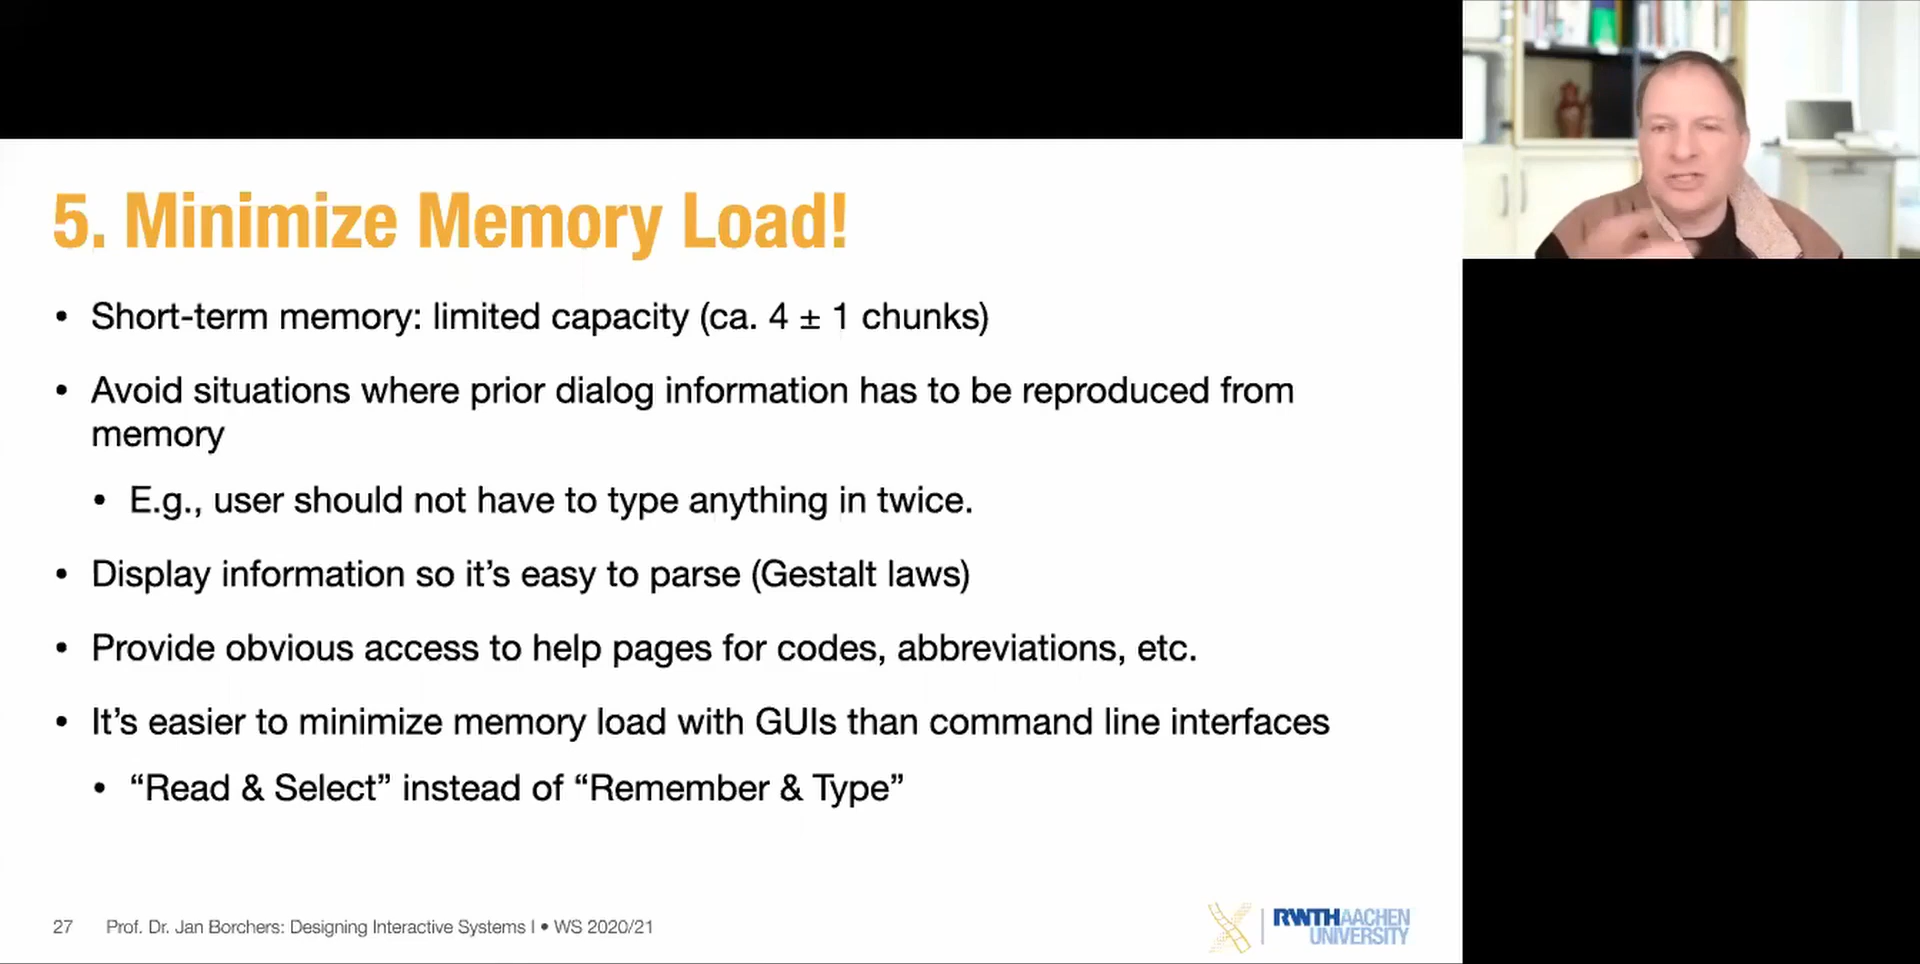 5. Minimize Memory Load!
• Short-term memory: limited capacity (ca. 4 ± 1 chunks)
• Avoid situations where prior dialog information has to be reproduced from
memory
• E.g., user should not have to type anything in twice.
• Display information so it’s easy to parse (Gestalt laws)
• Provide obvious access to help pages for codes, abbreviations, etc.
• It’s easier to minimize memory load with GUIs than command line interfaces
• “Read & Select” instead of “Remember & Type”
27 Prof. Dr. Jan Borchers: Designing Interactive Systems I • WS 2020/21
RWTHAACHEN
UNIVERSITY